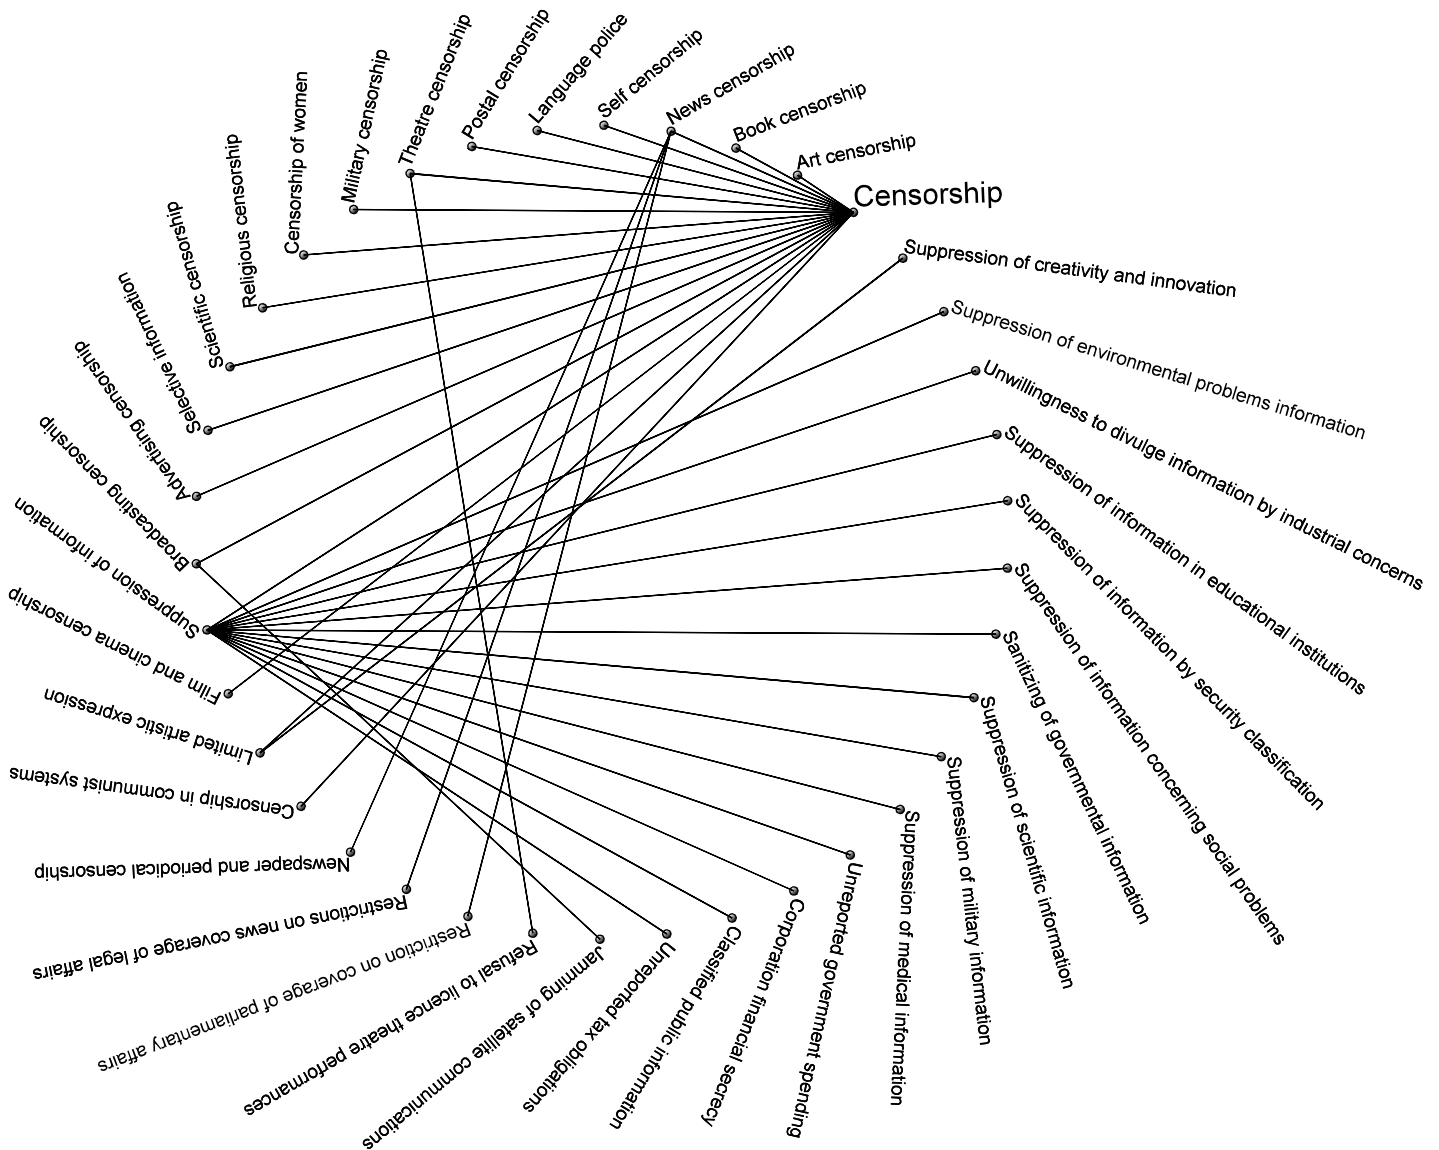 Censorship
Suppression of creativity and innovation
Suppression of environmental problems information
Unwillingness to divulge information by industrial concerns
Suppression of information in educational institutions
Suppression of information by security classification
Suppression of information concerning social problems
Sanitizing of governmental information
Suppression of scientific information
Suppression of military information
Suppression of medical information
Unreported government spending
Corporation financial secrecy
Classified public information
Unreported tax obligations
Jamming of satellite communications
Refusal to licence theatre performances
Restriction on coverage of parliamentary affairs
Restrictions on news coverage of legal affairs
Newspaper and periodical censorship
Censorship in communist systems
Limited artistic expression
Film and cinema censorship
Suppression of information
Broadcasting censorship
Advertising censorship
Selective information
Scientific censorship
Religious censorship
Censorship of women
Military censorship
Theatre censorship
Postal censorship
Language police
Self censorship
News censorship
Book censorship
Art censorship